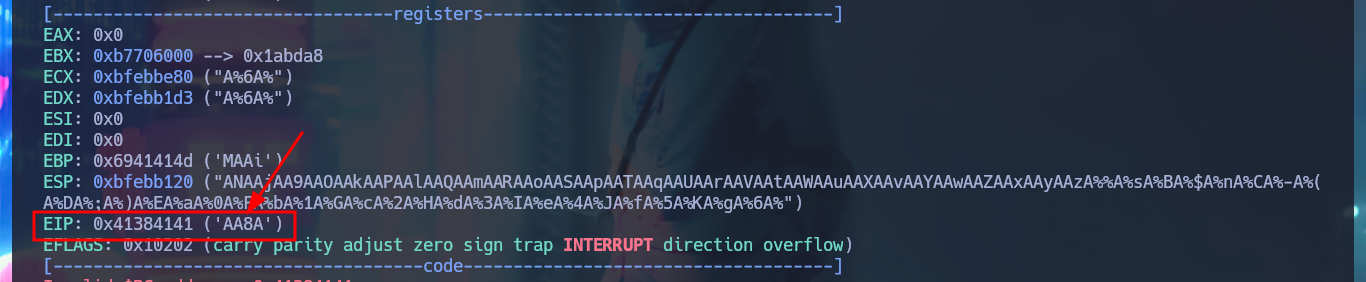 [----------------------------------registers-----------------------------------]
EAX: 0x0
EBX: 0xb7706000 --> 0x1abda8
ECX: 0xbfebbe80 ("A%6A%")
EDX: 0xbfebb1d3 ("A%6A%")
ESI: 0x0
EDI: 0x0
EBP: 0x6941414d ('MAAi')
ESP: 0xbfebb120 ("ANAAjAA9AAOAAkAAPAAlAAQAAmAARAAoAASAApAATAAqAAUAArAAVAAtAAWAAuAAXAAvAAYAAwAAZAAxAAyAAzA%%A%sA%BA%$A%nA%CA%-A%(
A%DA%;A%)A%EA%aA%0A%FA%bA%1A%GA%cA%2A%HA%dA%3A%IA%eA%4A%JA%fA%5A%KA%gA%6A%")
EIP: 0x41384141 ('AA8A')
EFLAGS: 0x10202 (carry parity adjust zero sign trap INTERRUPT direction overflow)
[-------------------------------------code-------------------------------------]